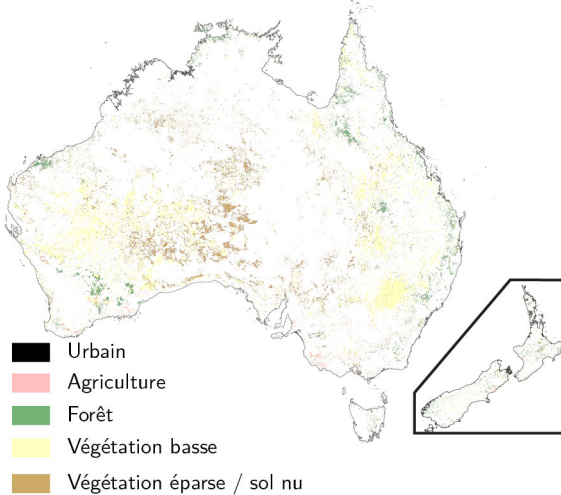 Urbain
Agriculture
Forêt
Végétation basse
Végétation éparse / sol nu